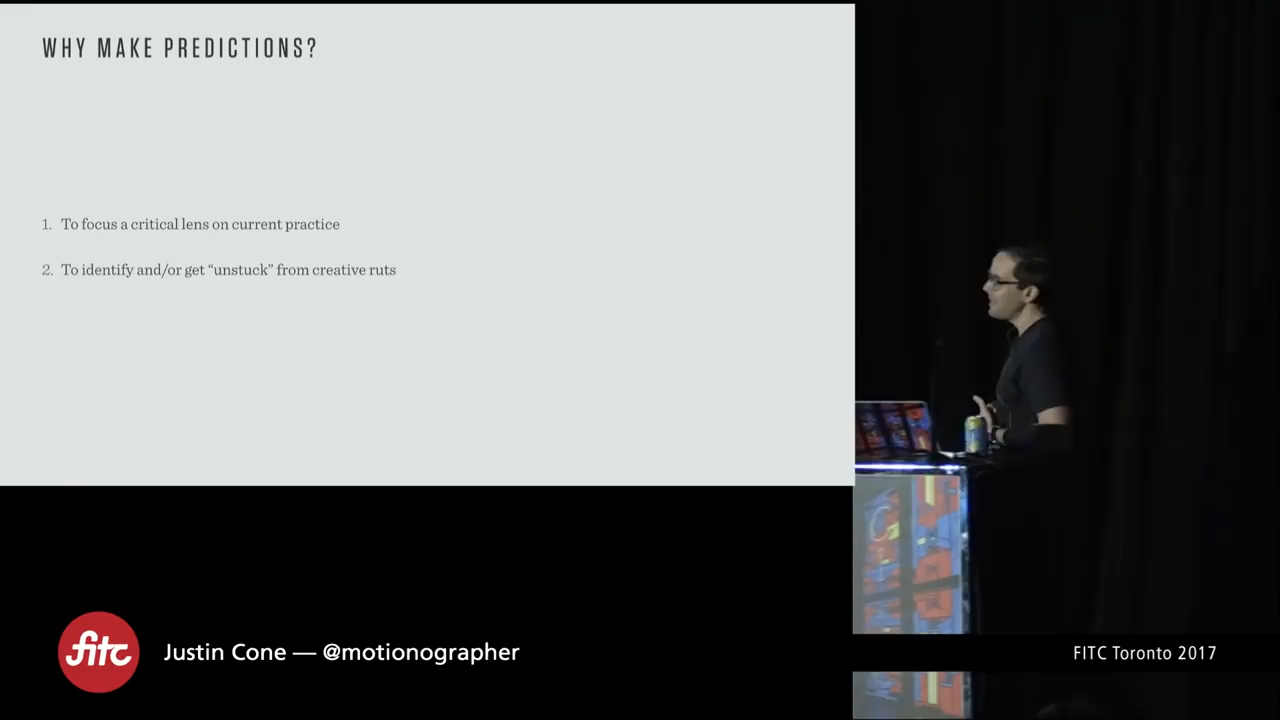 WHY MAKE PREDICTIONS?
1. To focus a critical lens on current practice
2. To identify and/or get “unstuck” from creative ruts
fitc
Justin Cone — @motionographer
FITC Toronto 2017